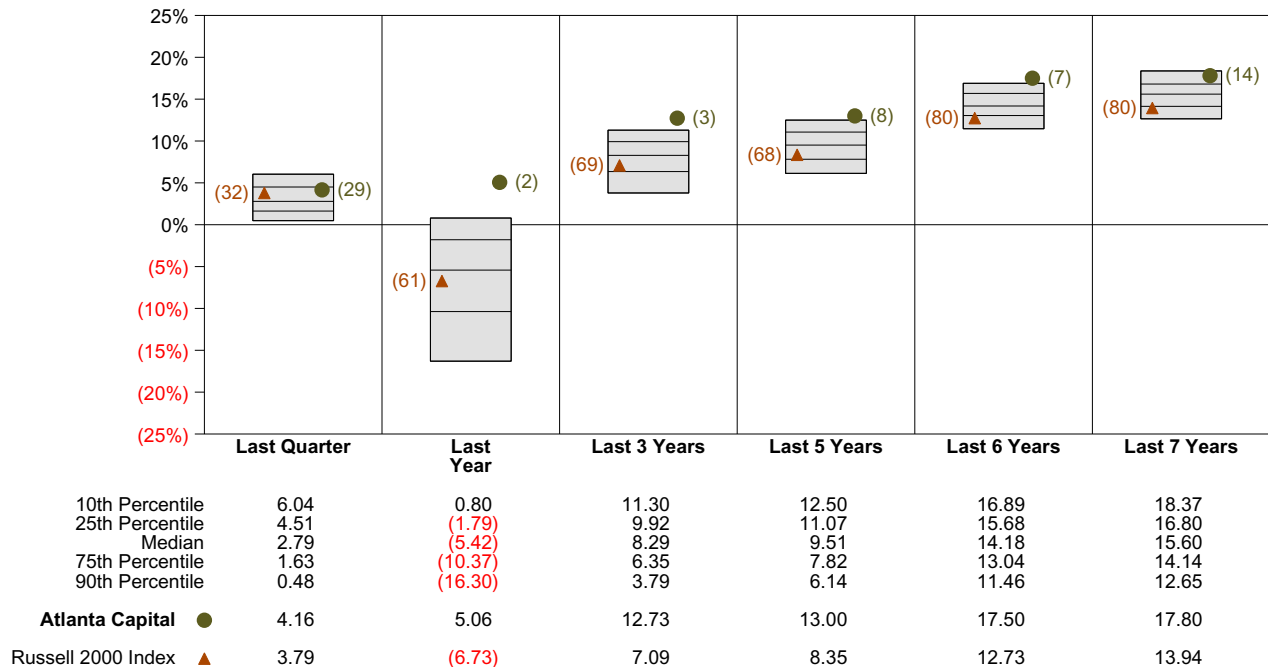 25%
20%
15%
10%
5%
0%
(5%)
(10%)
(15%)
(20%)
(25%)
(32) (29)
(61) (2)
(69) (3)
(68) (8)
(80) (7)
(80) (14)
Last Quarter Last Year Last 3 Years Last 5 Years Last 6 Years Last 7 Years
10th Percentile 6.04 0.80 11.30 12.50 16.89 18.37
25th Percentile 4.51 (1.79) 9.92 11.07 15.68 16.80
Median 2.79 (5.42) 8.29 9.51 14.18 15.60
75th Percentile 1.63 (10.37) 6.35 7.82 13.04 14.14
90th Percentile 0.48 (16.30) 3.79 6.14 11.46 12.65
Atlanta Capital 4.16 5.06 12.73 13.00 17.50 17.80
Russell 2000 Index 3.79 (6.73) 7.09 8.35 12.73 13.94